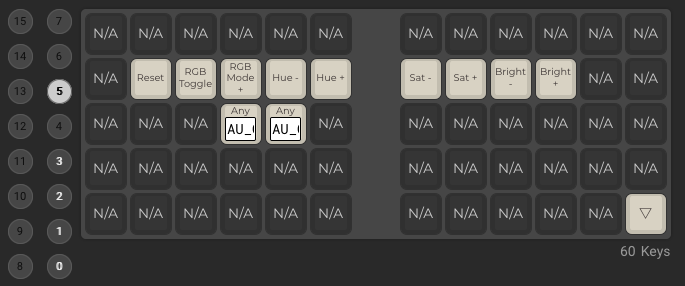 15 7 N/A N/A N/A N/A N/A N/A N/A N/A N/A N/A N/A N/A
14 6
N/A Reset RGB Toggle RGB Mode + Hue - Hue + Sat - Sat + Bright - Bright + N/A N/A
13 5
N/A N/A N/A Any AU_ Any AU_ N/A N/A N/A N/A N/A N/A N/A
12 4
11 3 N/A N/A N/A N/A N/A N/A N/A N/A N/A N/A N/A N/A
10 2
N/A N/A N/A N/A N/A N/A N/A N/A N/A N/A N/A ▽
9 1
60 Keys
8 0